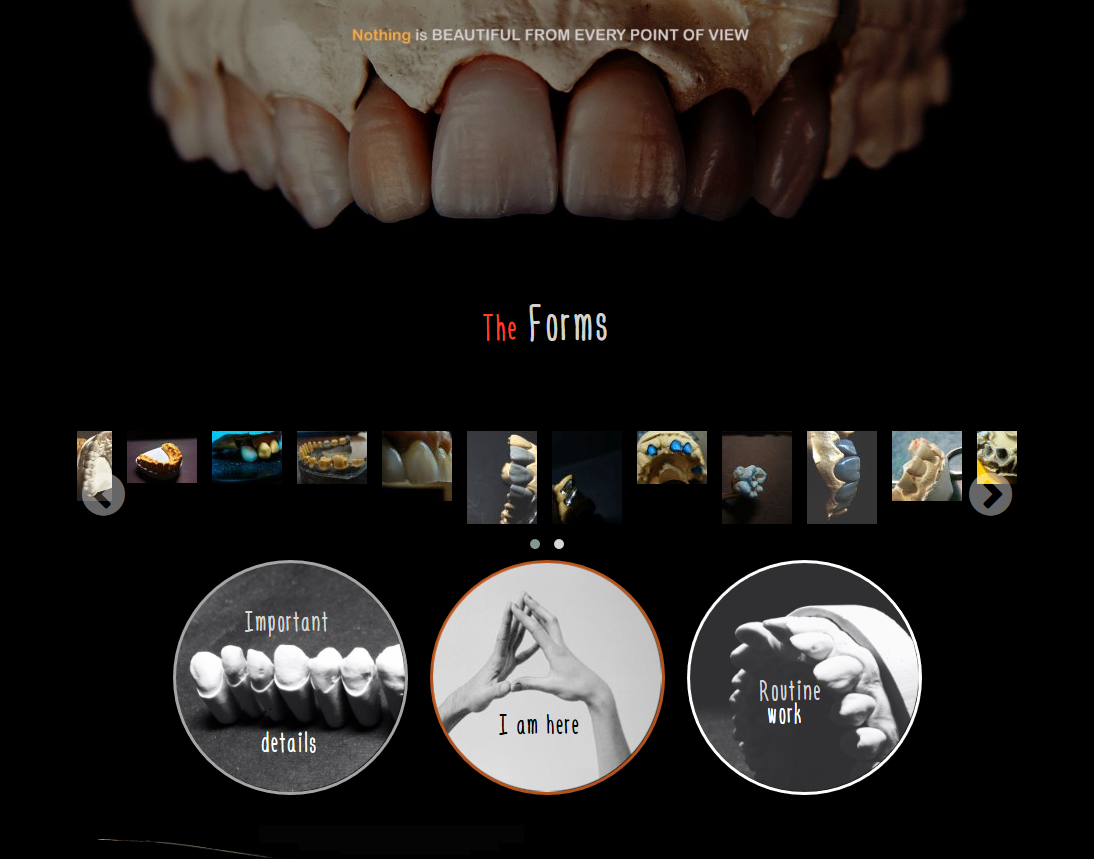 Nothing is BEAUTIFUL FROM EVERY POINT OF VIEW
The Forms
Important
details
I am here
Routine
work